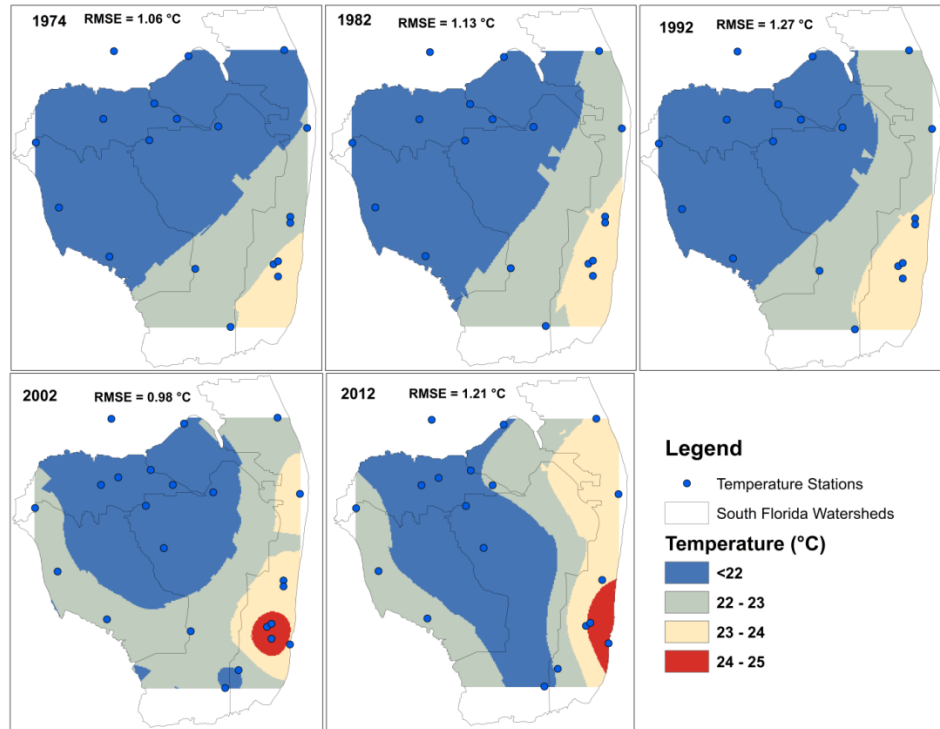 1974 RMSE = 1.06 °C
1982 RMSE = 1.13 °C
1992 RMSE = 1.27 °C
2002 RMSE = 0.98 °C
2012 RMSE = 1.21 °C
Legend
Temperature Stations
South Florida Watersheds
Temperature (°C)
<22
22 - 23
23 - 24
24 - 25